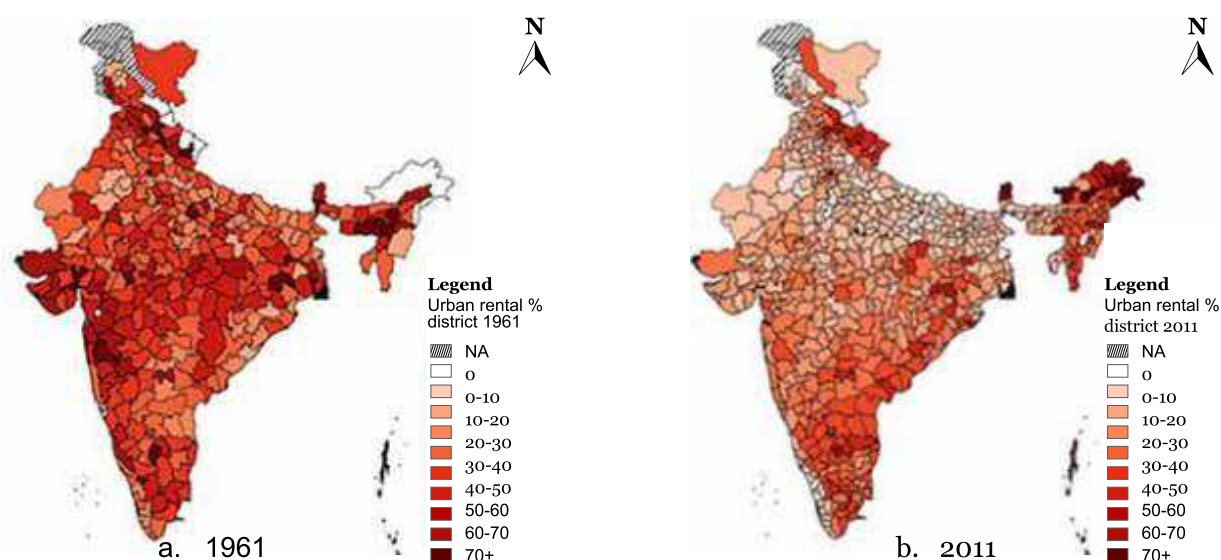 N
Legend
Urban rental %
district 1961
NA
0
0-10
10-20
20-30
30-40
40-50
50-60
60-70
70+
a. 1961
N
Legend
Urban rental %
district 2011
NA
0
0-10
10-20
20-30
30-40
40-50
50-60
60-70
70+
b. 2011